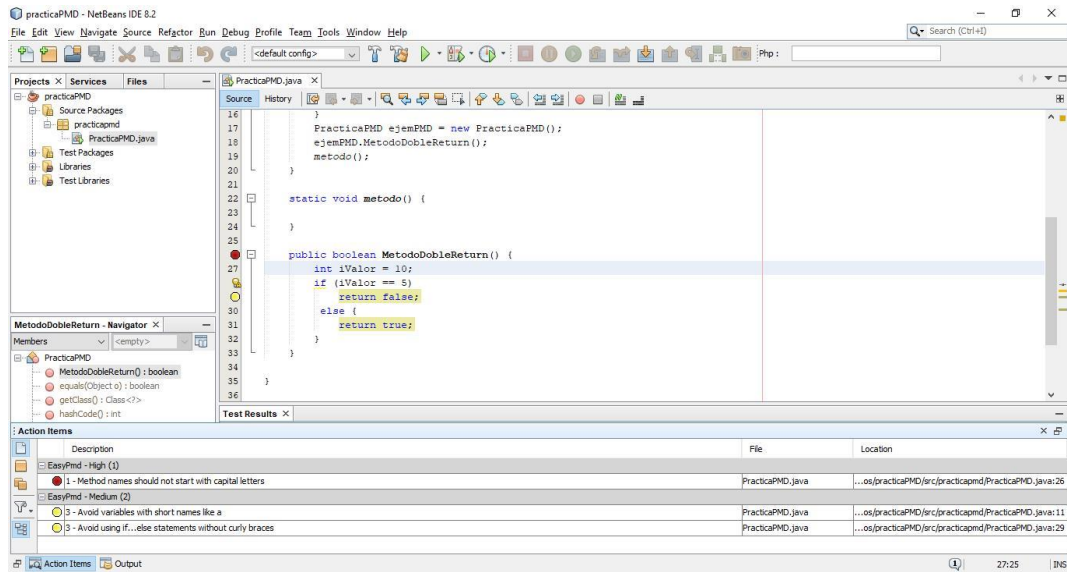 practicaPMD - NetBeans IDE 8.2
File Edit View Navigate Source Refactor Run Debug Profile Team Tools Window Help
Search (Ctrl+I)
<default config>
Php :
Projects Services Files
practicaPMD
Source Packages
practicapmd
PracticaPMD.java
Test Packages
Libraries
Test Libraries
MetodoDobleReturn - Navigator
Members <empty>
PracticaPMD
MetodoDobleReturn() : boolean
equals(Object o) : boolean
getClass() : Class<?>
hashCode() : int
PracticaPMD.java
Source History
16 }
17 PracticaPMD ejemPMD = new PracticaPMD();
18 ejemPMD.MetodoDobleReturn();
19 metodo();
20 }
21
22 static void metodo() {
23
24 }
25
public boolean MetodoDobleReturn() {
27 int iValor = 10;
if (iValor == 5)
return false;
30 else {
31 return true;
32 }
33 }
34
35 }
36
Test Results
Action Items
Description File Location
EasyPmd - High (1)
1 - Method names should not start with capital letters PracticaPMD.java ...os/practicaPMD/src/practicapmd/PracticaPMD.java:26
EasyPmd - Medium (2)
3 - Avoid variables with short names like a PracticaPMD.java ...os/practicaPMD/src/practicapmd/PracticaPMD.java:11
3 - Avoid using if...else statements without curly braces PracticaPMD.java ...os/practicaPMD/src/practicapmd/PracticaPMD.java:29
Action Items Output
1 27:25 INS